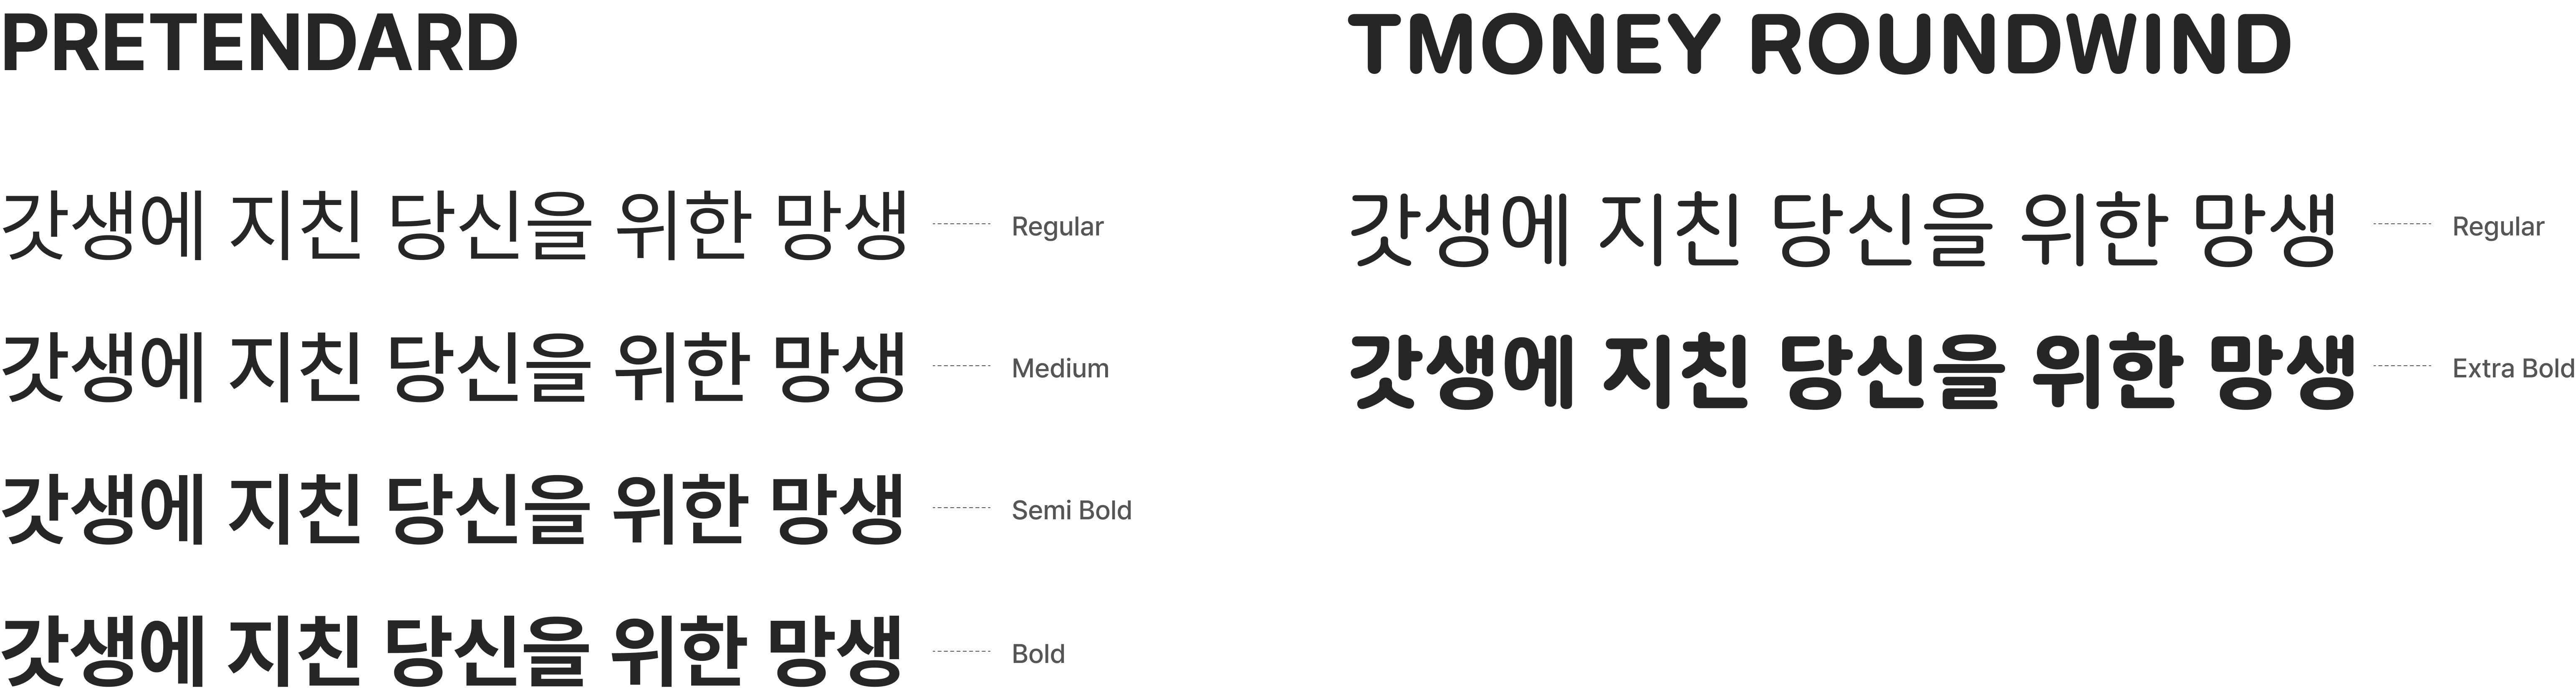 PRETENDARD
갓생에 지친 당신을 위한 망생 Regular
갓생에 지친 당신을 위한 망생 Medium
갓생에 지친 당신을 위한 망생 Semi Bold
갓생에 지친 당신을 위한 망생 Bold
TMONEY ROUNDWIND
갓생에 지친 당신을 위한 망생 Regular
갓생에 지친 당신을 위한 망생 Extra Bold